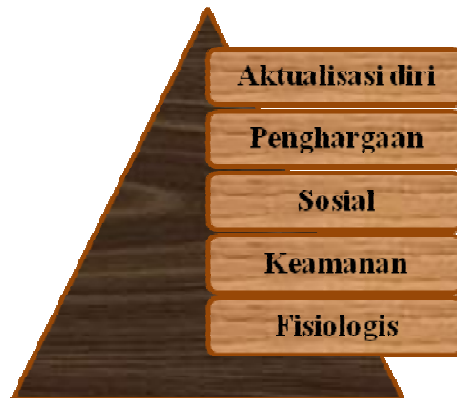 Aktualisasi diri
Penghargaan
Sosial
Keamanan
Fisiologis